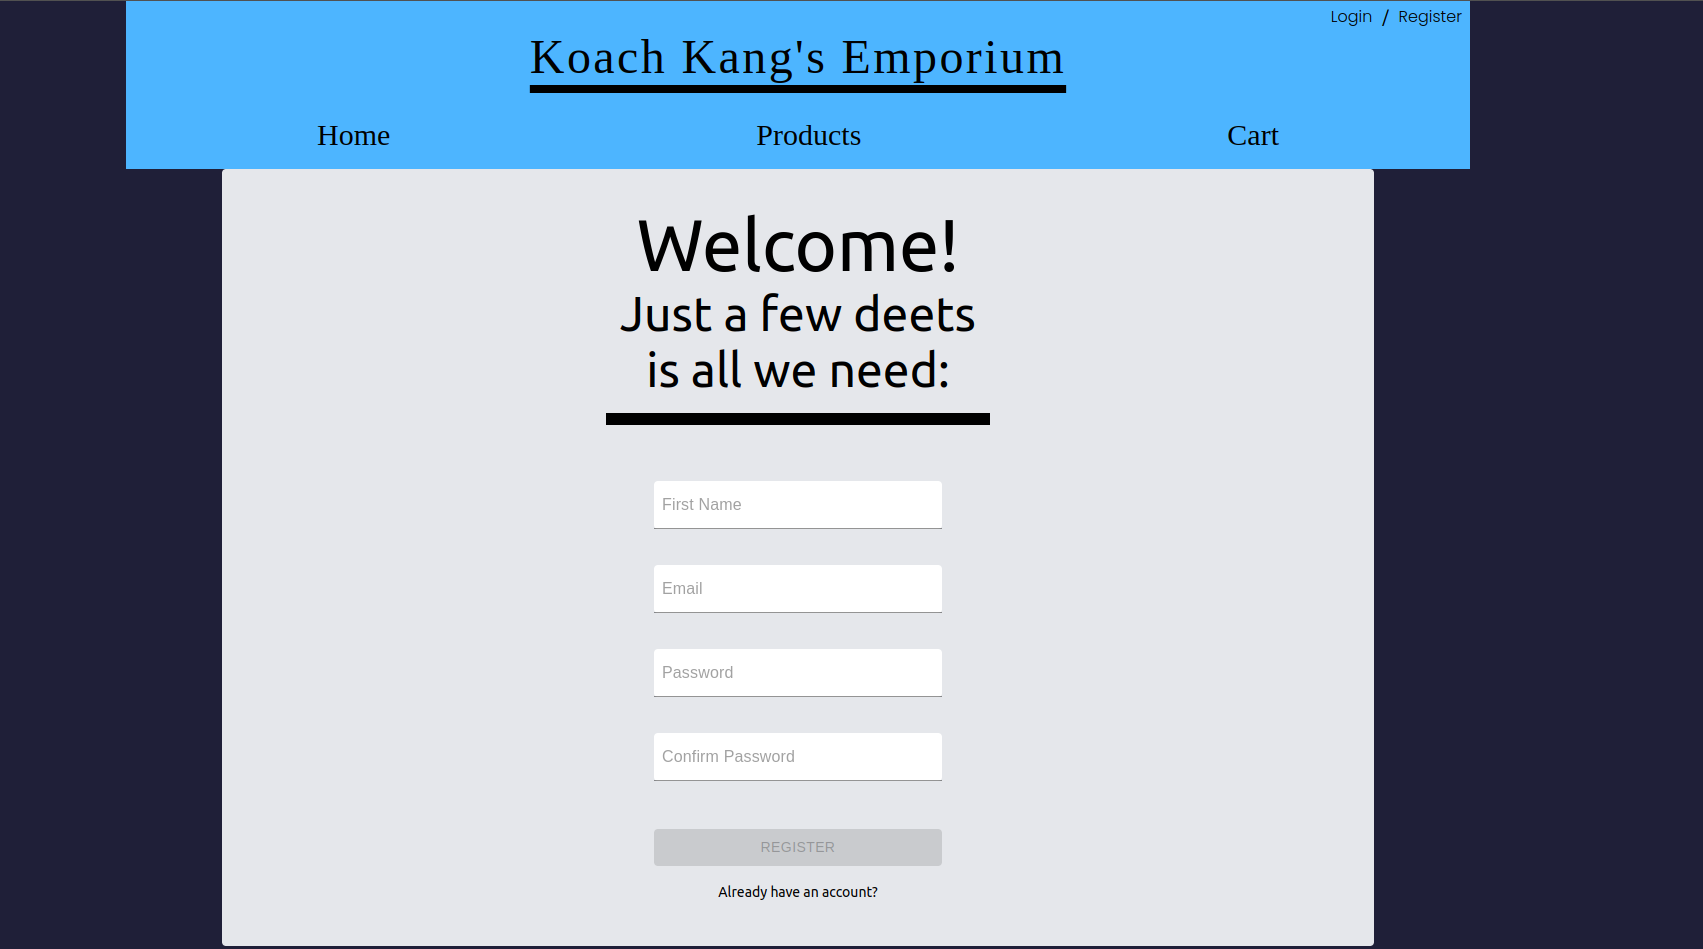 Login / Register
Koach Kang's Emporium
Home Products Cart
Welcome!
Just a few deets
is all we need:
First Name
Email
Password
Confirm Password
REGISTER
Already have an account?